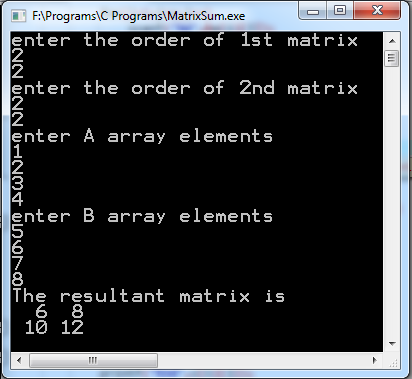 F:\Programs\C Programs\MatrixSum.exe
enter the order of 1st matrix
2
2
enter the order of 2nd matrix
2
2
enter A array elements
1
2
3
4
enter B array elements
5
6
7
8
The resultant matrix is
6 8
10 12